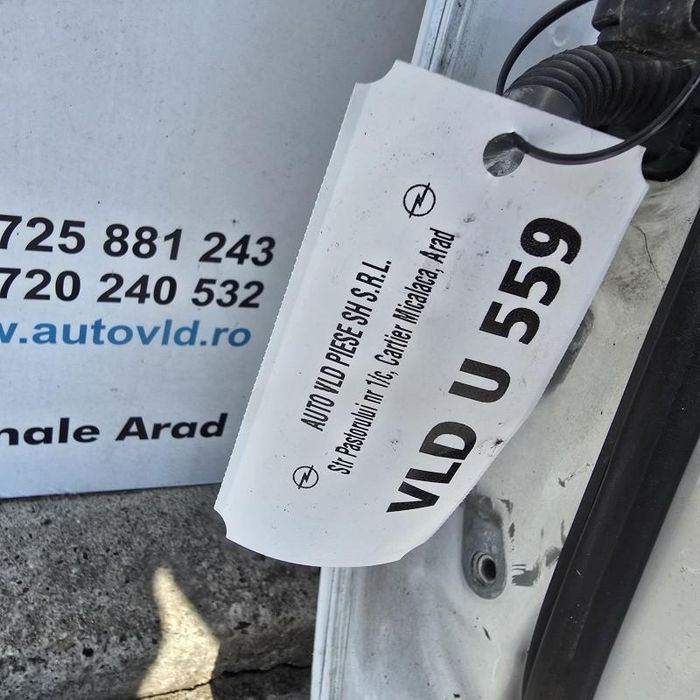 725 881 243
720 240 532
w.autovld.ro
nale Arad
AUTO VLD PIESE SH S.R.L.
Str Pastorului nr 1/c, Cartier Micalaca, Arad
VLD U 559